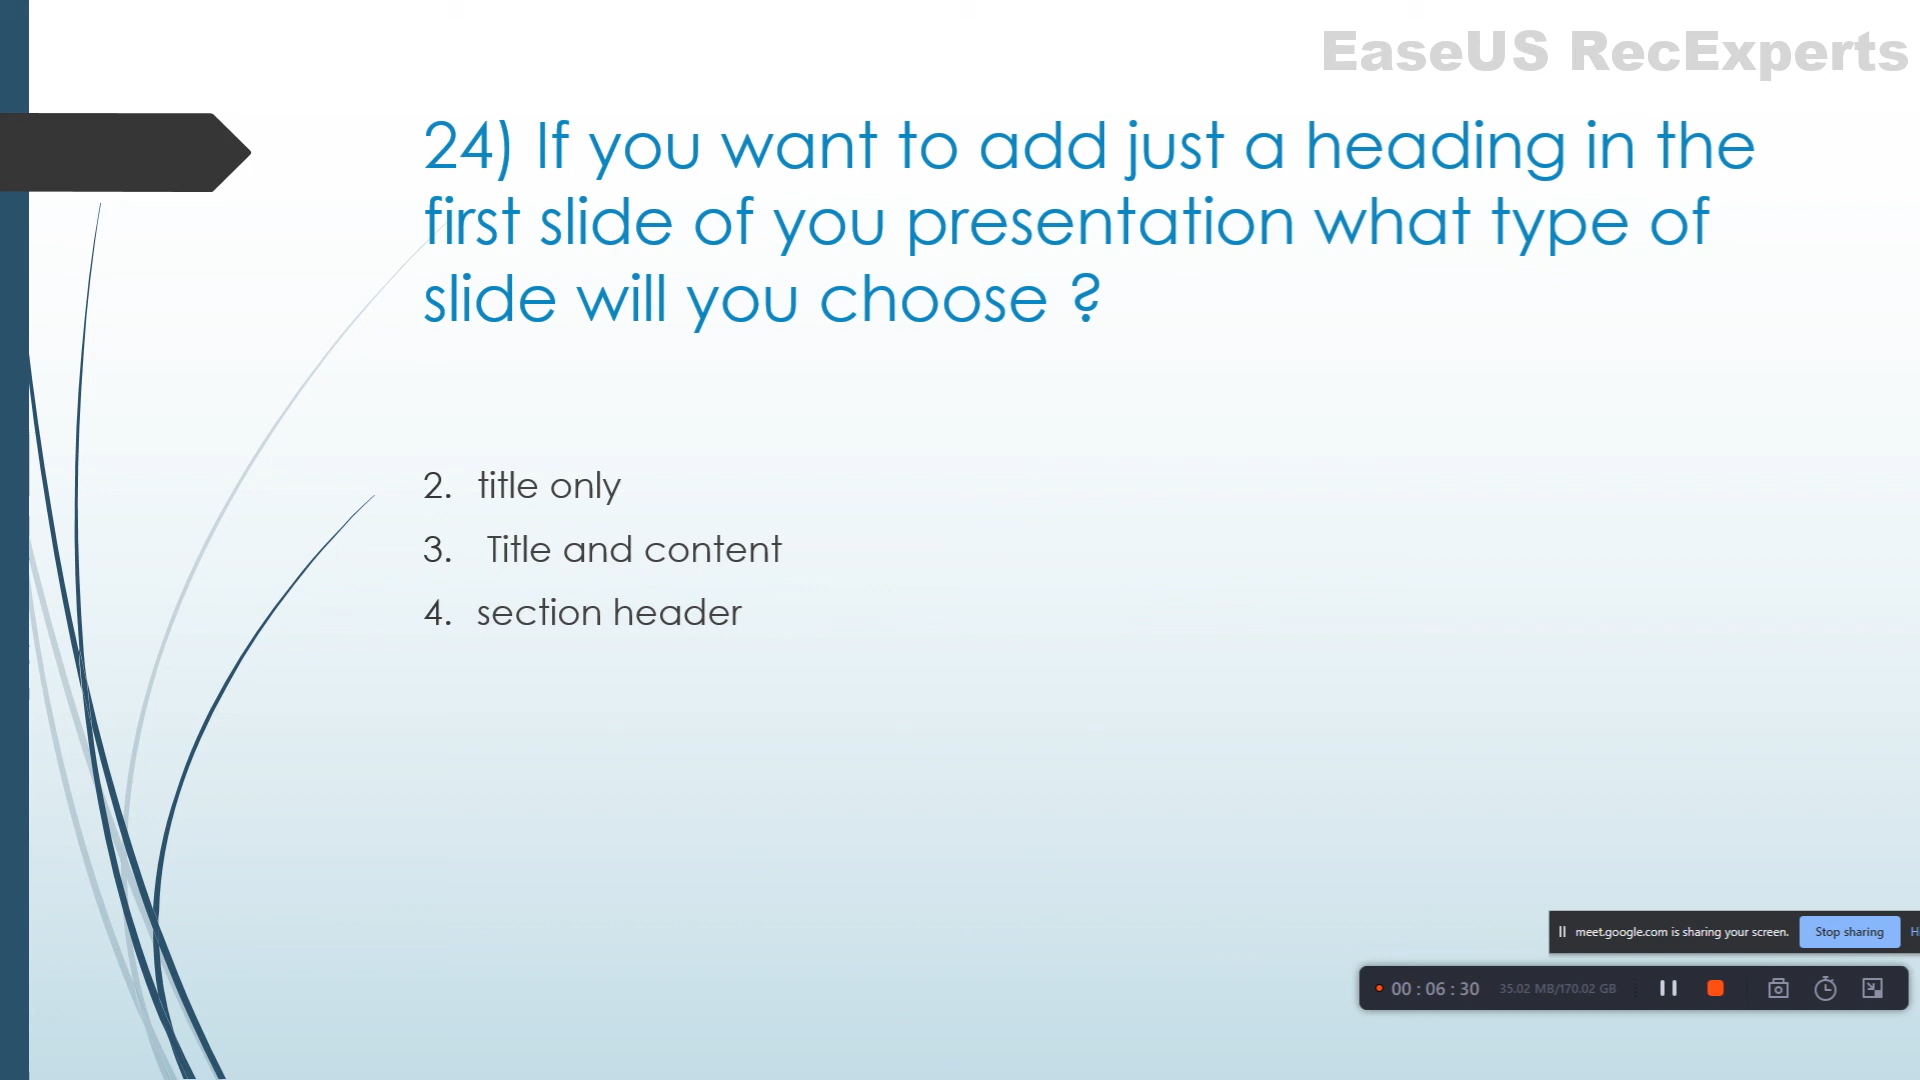 EaseUS RecExperts
24) If you want to add just a heading in the
first slide of you presentation what type of
slide will you choose ?
2. title only
3. Title and content
4. section header
meet.google.com is sharing your screen. Stop sharing
00 : 06 : 30 35.02 MB/170.02 GB